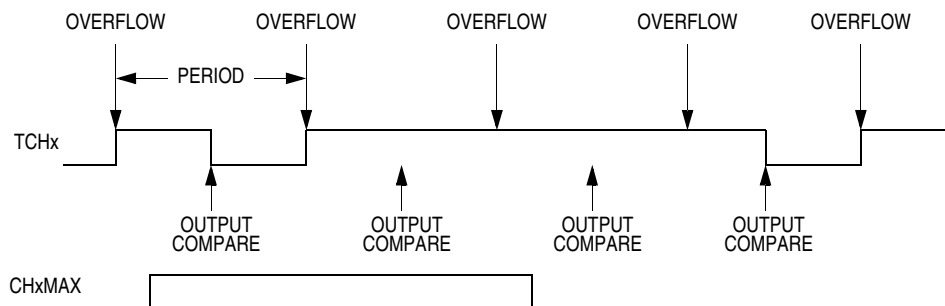 OVERFLOW OVERFLOW OVERFLOW OVERFLOW OVERFLOW
PERIOD
TCHx
OUTPUT OUTPUT OUTPUT OUTPUT
COMPARE COMPARE COMPARE COMPARE
CHxMAX